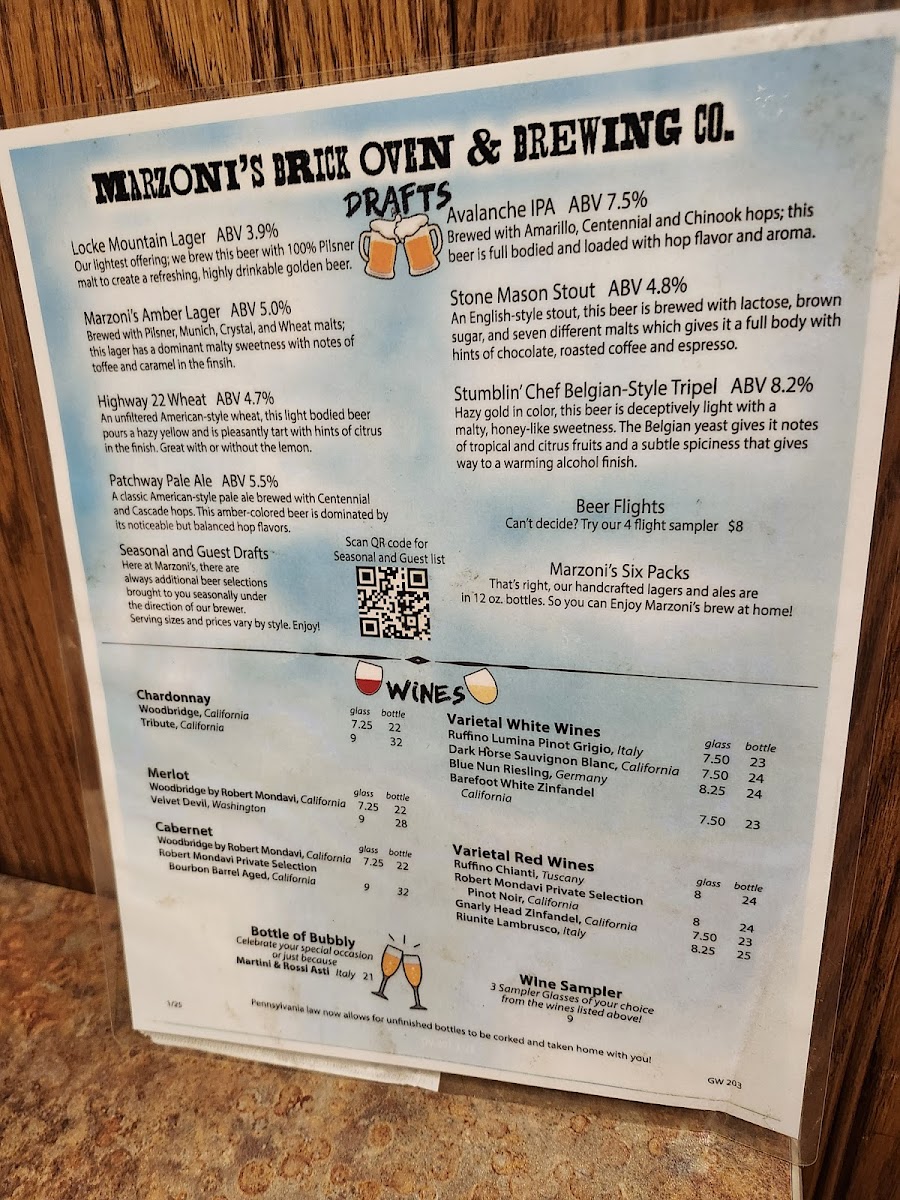 MARZONI'S BRICK OVEN & BREWING CO.
DRAFTS
Locke Mountain Lager ABV 3.9%
Our lightest offering; we brew this beer with 100% Pilsner
malt to create a refreshing, highly drinkable golden beer.
Marzoni's Amber Lager ABV 5.0%
Brewed with Pilsner, Munich, Crystal, and Wheat malts;
this lager has a dominant malty sweetness with notes of
toffee and caramel in the finsih.
Highway 22 Wheat ABV 4.7%
An unfiltered American-style wheat, this light bodied beer
pours a hazy yellow and is pleasantly tart with hints of citrus
in the finish. Great with or without the lemon.
Patchway Pale Ale ABV 5.5%
A classic American-style pale ale brewed with Centennial
and Cascade hops. This amber-colored beer is dominated by
its noticeable but balanced hop flavors.
Seasonal and Guest Drafts
Here at Marzoni's, there are
always additional beer selections
brought to you seasonally under
the direction of our brewer.
Serving sizes and prices vary by style. Enjoy!
Scan QR code for
Seasonal and Guest list
Avalanche IPA ABV 7.5%
Brewed with Amarillo, Centennial and Chinook hops; this
beer is full bodied and loaded with hop flavor and aroma.
Stone Mason Stout ABV 4.8%
An English-style stout, this beer is brewed with lactose, brown
sugar, and seven different malts which gives it a full body with
hints of chocolate, roasted coffee and espresso.
Stumblin' Chef Belgian-Style Tripel ABV 8.2%
Hazy gold in color, this beer is deceptively light with a
malty, honey-like sweetness. The Belgian yeast gives it notes
of tropical and citrus fruits and a subtle spiciness that gives
way to a warming alcohol finish.
Beer Flights
Can't decide? Try our 4 flight sampler $8
Marzoni's Six Packs
That's right, our handcrafted lagers and ales are
in 12 oz. bottles. So you can Enjoy Marzoni's brew at home!
WINES
Chardonnay glass bottle
Woodbridge, California 7.25 22
Tribute, California 9 32
Merlot glass bottle
Woodbridge by Robert Mondavi, California 7.25 22
Velvet Devil, Washington 9 28
Cabernet glass bottle
Woodbridge by Robert Mondavi, California 7.25 22
Robert Mondavi Private Selection
Bourbon Barrel Aged, California 9 32
Bottle of Bubbly
Celebrate your special occasion
or just because
Martini & Rossi Asti Italy 21
Varietal White Wines glass bottle
Ruffino Lumina Pinot Grigio, Italy 7.50 23
Dark Horse Sauvignon Blanc, California 7.50 24
Blue Nun Riesling, Germany 8.25 24
Barefoot White Zinfandel
California 7.50 23
Varietal Red Wines glass bottle
Ruffino Chianti, Tuscany 8 24
Robert Mondavi Private Selection
Pinot Noir, California 8 24
Gnarly Head Zinfandel, California 7.50 23
Riunite Lambrusco, Italy 8.25 25
Wine Sampler
3 Sampler Glasses of your choice
from the wines listed above!
9
1/25
Pennsylvania law now allows for unfinished bottles to be corked and taken home with you!
GW 203